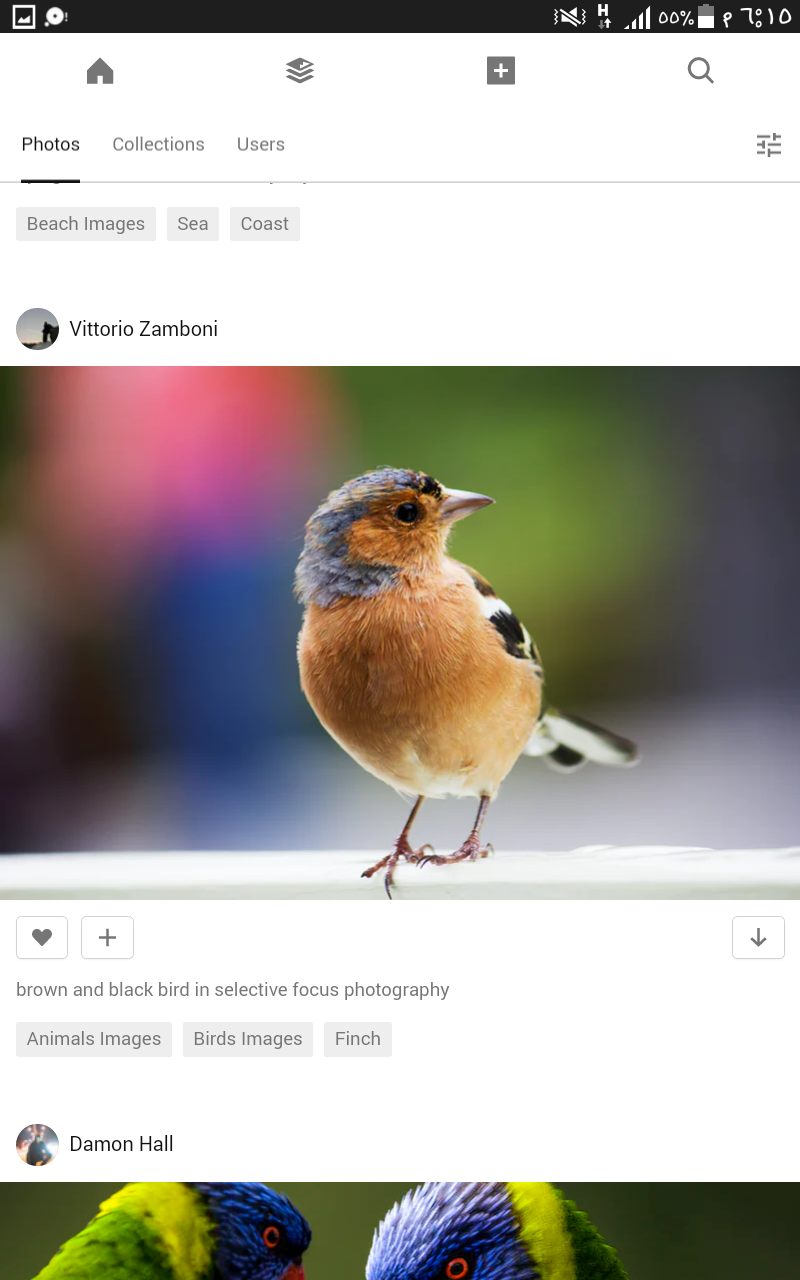 H ٥٥% م ٦:١٥
Photos Collections Users
Beach Images Sea Coast
Vittorio Zamboni
brown and black bird in selective focus photography
Animals Images Birds Images Finch
Damon Hall